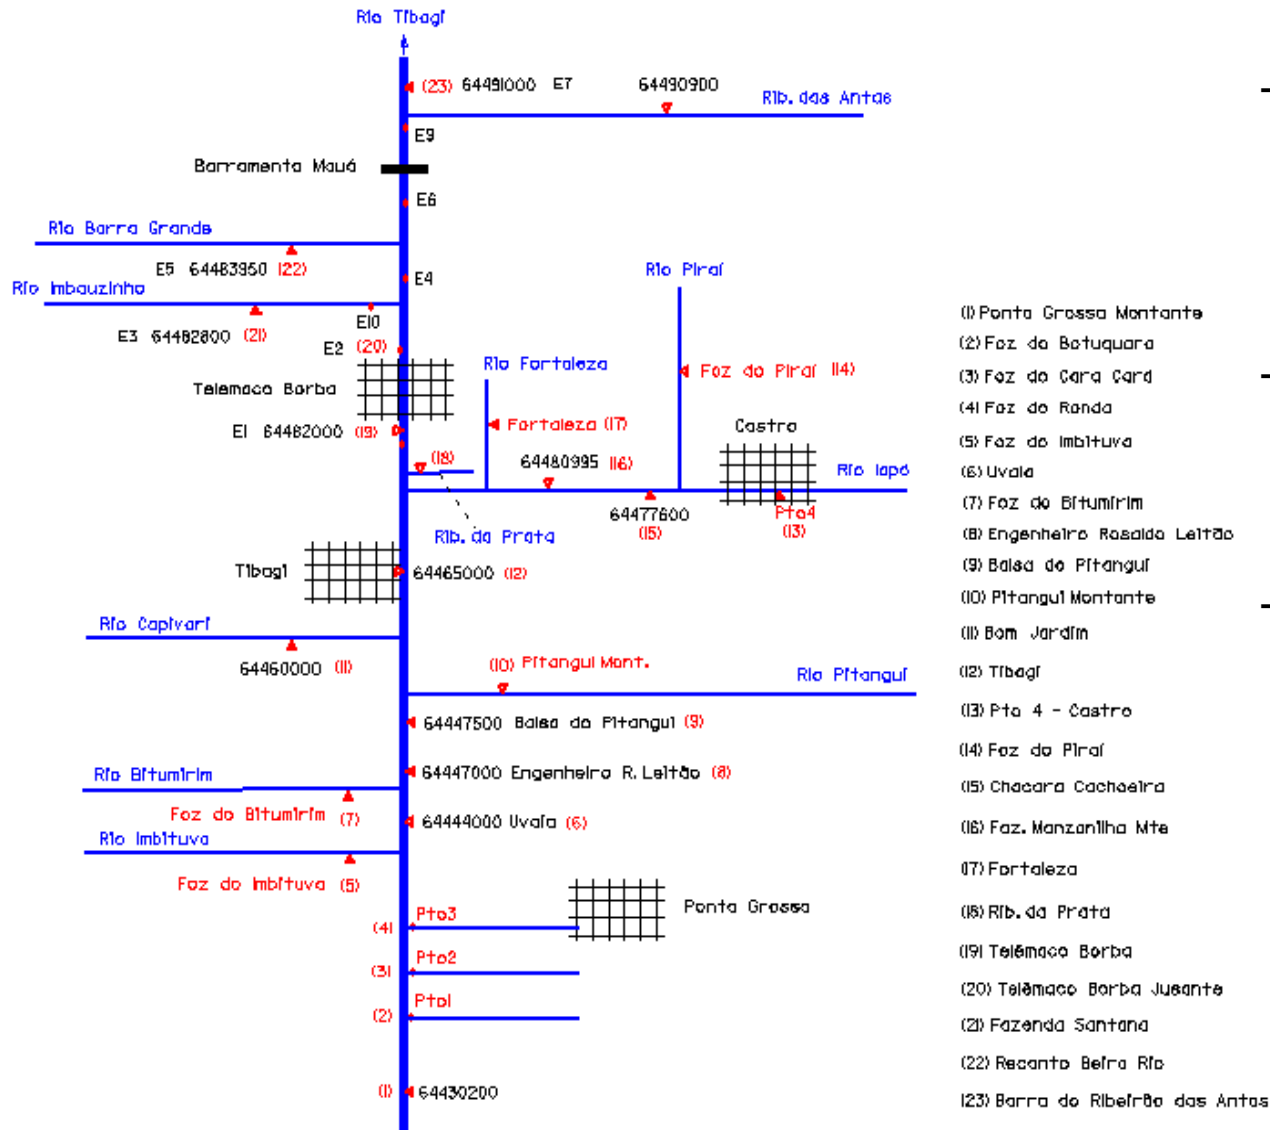 Rio Tibagi
(23) 64491000 E7
64490900
Rib. das Antas
E9
Barramento Mauá
E6
Rio Barra Grande
E5 64483950 (22)
E4
Rio Piraí
Rio Imbauzinho
E10
E3 64482800 (21)
E2 (20)
Rio Fortaleza
Foz do Piraí (14)
Telêmaco Borba
Fortaleza (17)
Castro
E1 64482000 (19)
(18)
64480995 (16)
Rio Iapó
64477600
(15)
Pto4
(13)
Rib. da Prata
Tibagi
64465000 (12)
Rio Capivari
64460000 (11)
(10) Pitangui Mont.
Rio Pitangui
64447500 Balsa do Pitangui (9)
Rio Bitumirim
64447000 Engenheiro R. Leitão (8)
Foz do Bitumirim (7)
64444000 Uvaia (6)
Rio Imbituva
Foz do Imbituva (5)
Ponta Grossa
(4) Pto3
(3) Pto2
(2) Pto1
(1) 64430200
(1) Ponta Grossa Montante
(2) Foz do Botuquara
(3) Foz do Cara Cará
(4) Foz do Ronda
(5) Foz do Imbituva
(6) Uvaia
(7) Foz do Bitumirim
(8) Engenheiro Rosaldo Leitão
(9) Balsa do Pitangui
(10) Pitangui Montante
(11) Bom Jardim
(12) Tibagi
(13) Pto 4 - Castro
(14) Foz do Piraí
(15) Chacara Cachoeira
(16) Faz. Manzanilha Mte
(17) Fortaleza
(18) Rib. da Prata
(19) Telêmaco Borba
(20) Telêmaco Borba Jusante
(21) Fazenda Santana
(22) Recanto Beira Rio
(23) Barra do Ribeirão das Antas